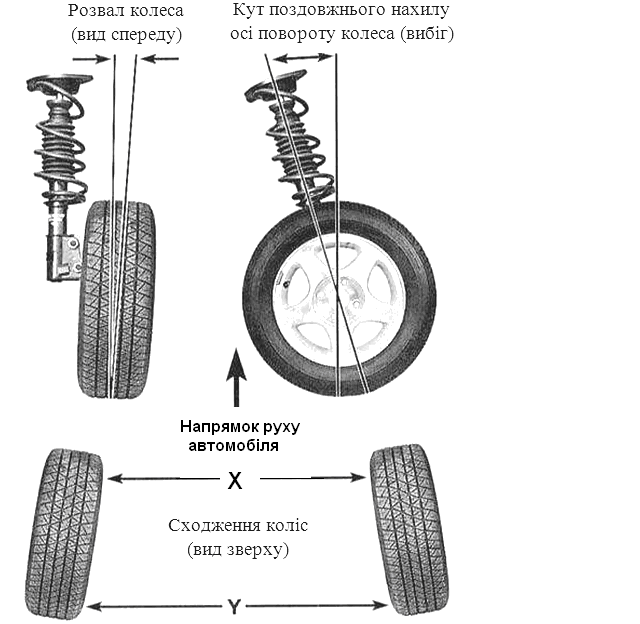 Розвал колеса
(вид спереду)
Кут поздовжнього нахилу
осі повороту колеса (вибіг)
Напрямок руху
автомобіля
X
Сходження коліс
(вид зверху)
Y